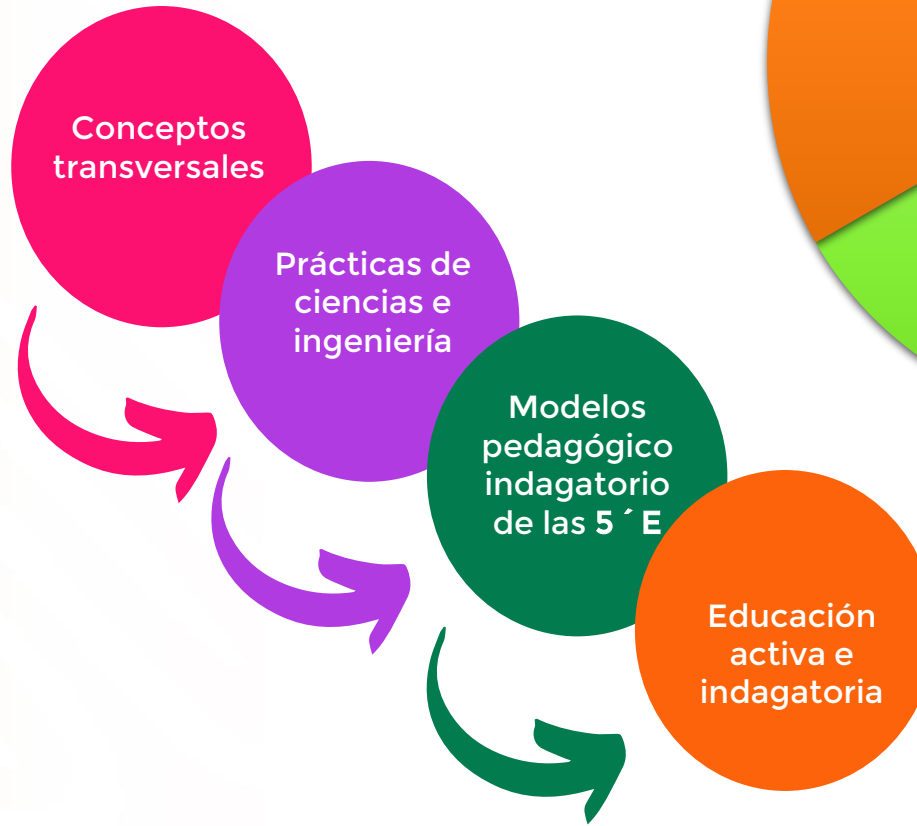 Conceptos
transversales
Prácticas de
ciencias e
ingeniería
Modelos
pedagógico
indagatorio
de las 5 ´ E
Educación
activa e
indagatoria